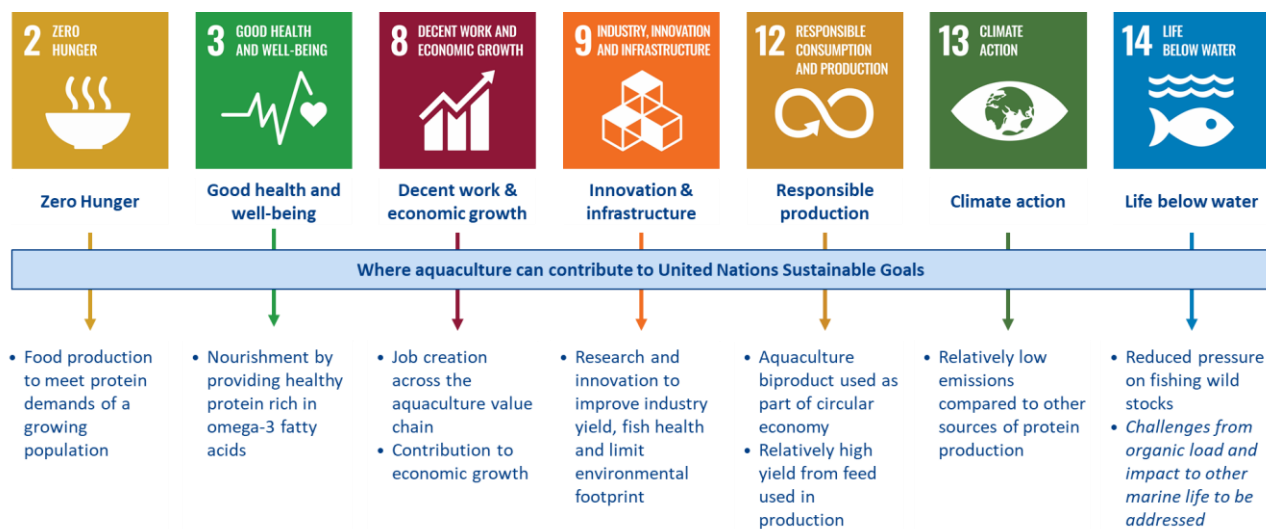 2 ZERO
HUNGER
3 GOOD HEALTH
AND WELL-BEING
8 DECENT WORK AND
ECONOMIC GROWTH
9 INDUSTRY, INNOVATION
AND INFRASTRUCTURE
12 RESPONSIBLE
CONSUMPTION
AND PRODUCTION
13 CLIMATE
ACTION
14 LIFE
BELOW WATER
Zero Hunger
Good health and
well-being
Decent work &
economic growth
Innovation &
infrastructure
Responsible
production
Climate action
Life below water
Where aquaculture can contribute to United Nations Sustainable Goals
• Food production
to meet protein
demands of a
growing
population
• Nourishment by
providing healthy
protein rich in
omega-3 fatty
acids
• Job creation
across the
aquaculture value
chain
• Contribution to
economic growth
• Research and
innovation to
improve industry
yield, fish health
and limit
environmental
footprint
• Aquaculture
biproduct used as
part of circular
economy
• Relatively high
yield from feed
used in
production
• Relatively low
emissions
compared to other
sources of protein
production
• Reduced pressure
on fishing wild
stocks
• Challenges from
organic load and
impact to other
marine life to be
addressed